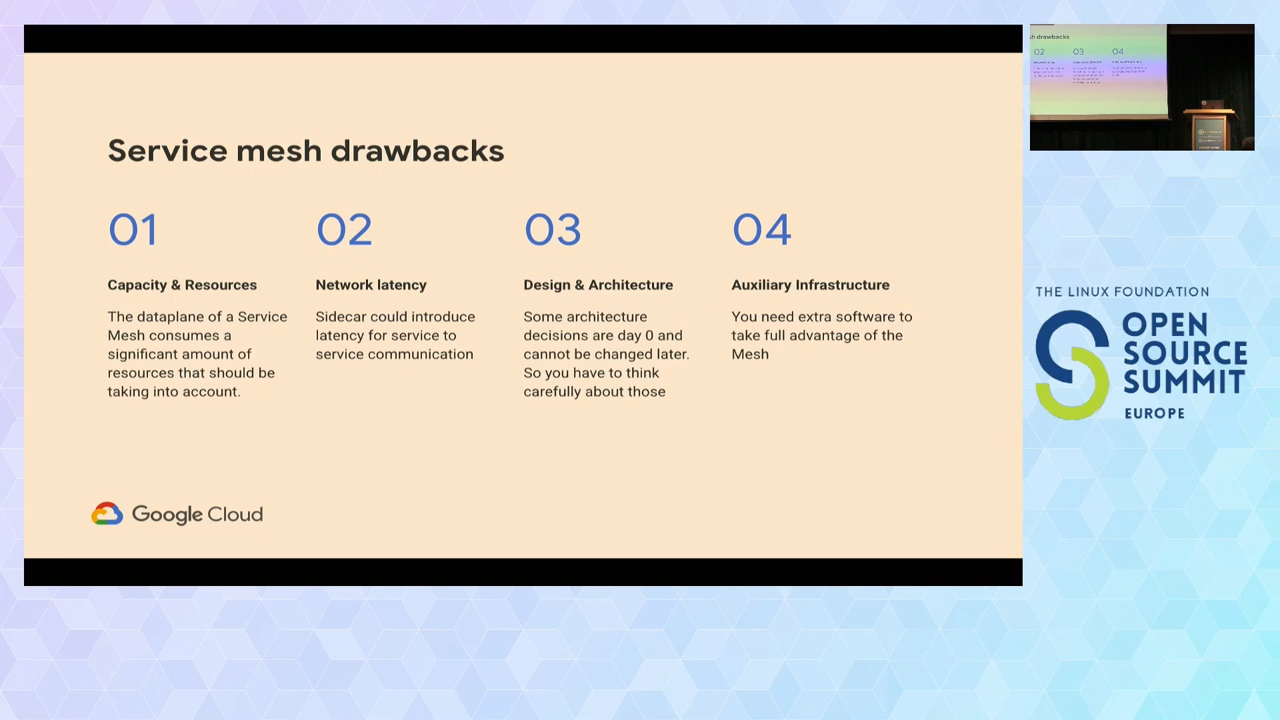 Service mesh drawbacks
01
Capacity & Resources
The dataplane of a Service
Mesh consumes a
significant amount of
resources that should be
taking into account.
02
Network latency
Sidecar could introduce
latency for service to
service communication
03
Design & Architecture
Some architecture
decisions are day 0 and
cannot be changed later.
So you have to think
carefully about those
04
Auxiliary Infrastructure
You need extra software to
take full advantage of the
Mesh
Google Cloud
drawbacks
02
03
04
THE LINUX FOUNDATION
OPEN
SOURCE
SUMMIT
EUROPE